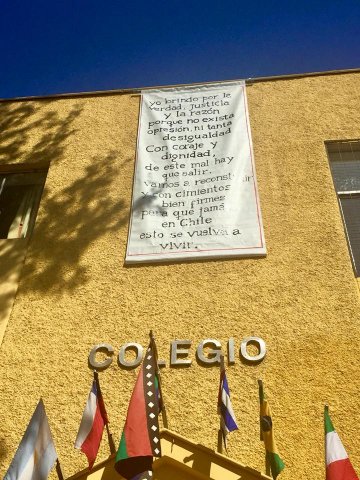 yo brindo por la
verdad, justicia
y la razón
porque no exista
opresión, ni tanta
desigualdad
Con coraje y
dignidad,
de este mal hay
que salir.
Vamos a reconstruir
y con cimientos
bien firmes
para que jamá
en Chile
esto se vuelva a
vivir.
COLEGIO